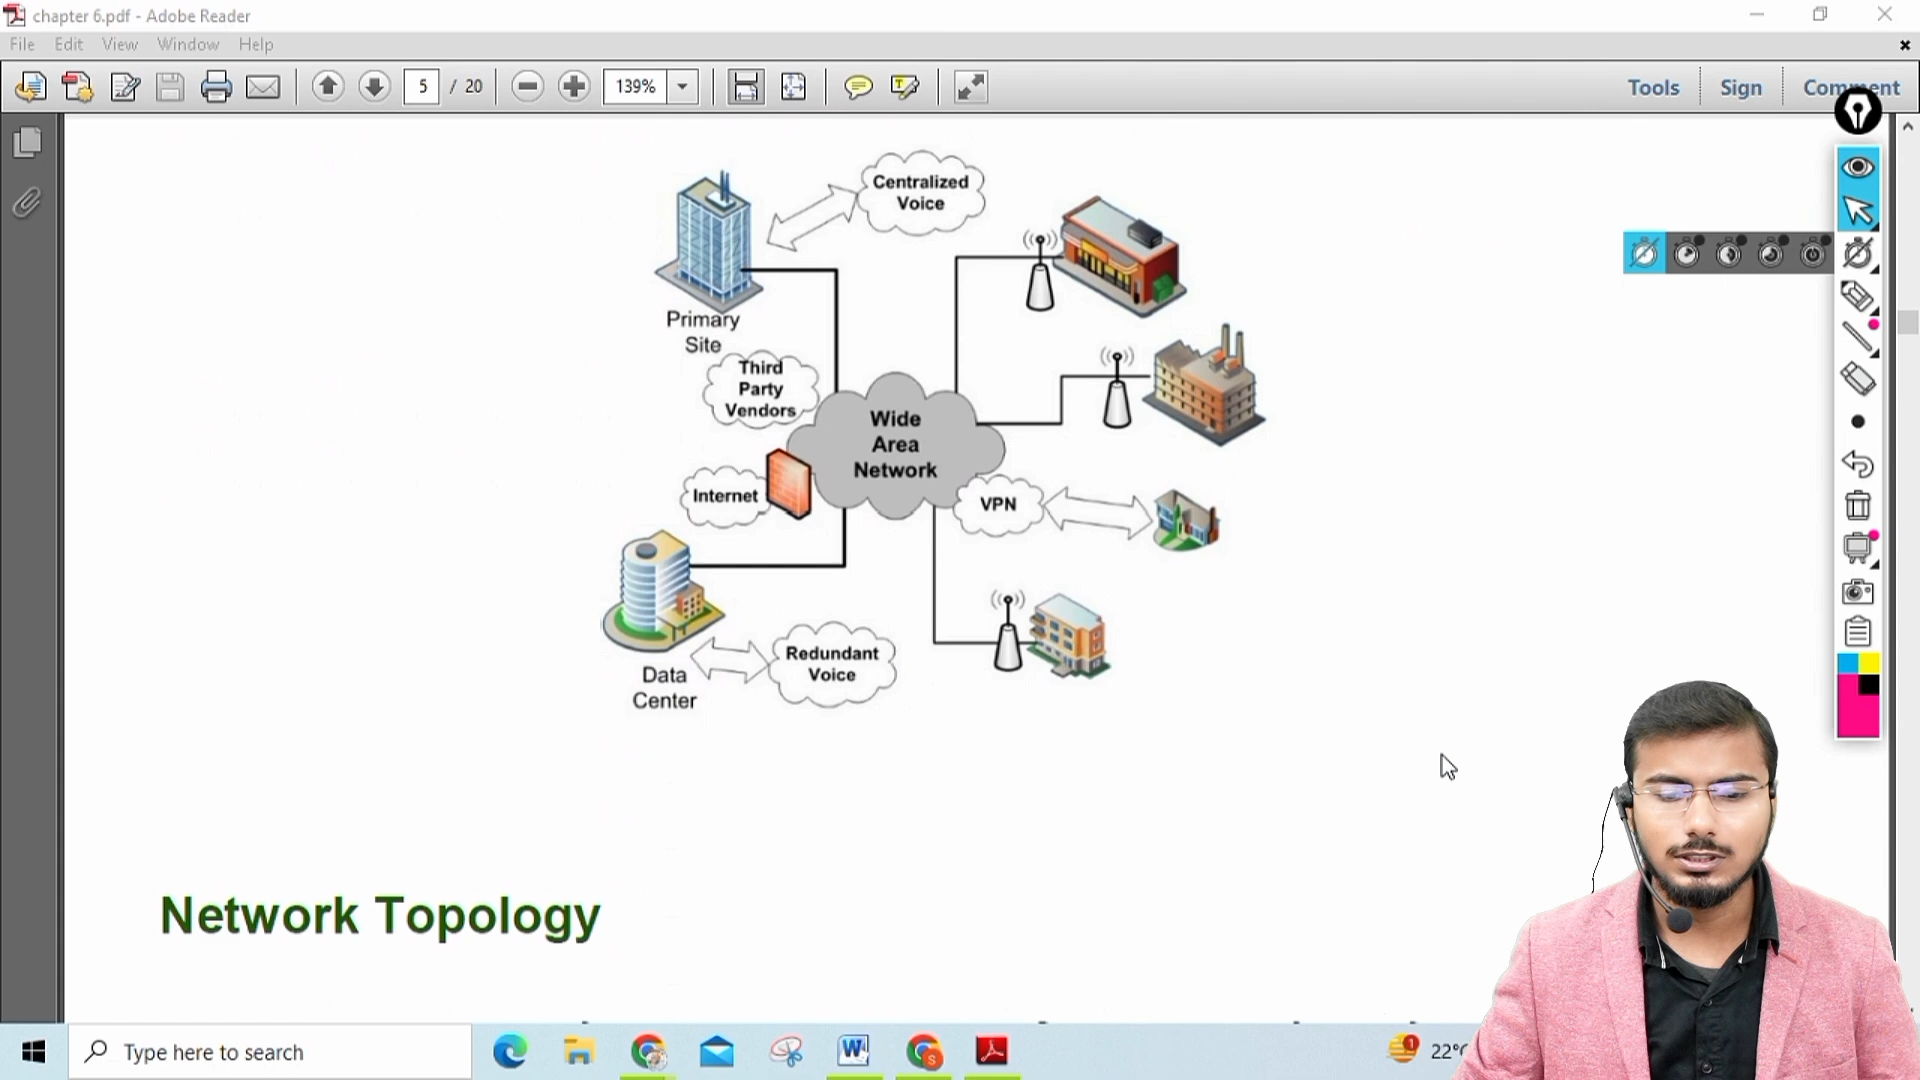 chapter 6.pdf - Adobe Reader
File Edit View Window Help
5 / 20
139%
Tools Sign Comment
Centralized
Voice
Primary
Site
Third
Party
Vendors
Wide
Area
Network
Internet
VPN
Data
Center
Redundant
Voice
Network Topology
Type here to search
1
22°C